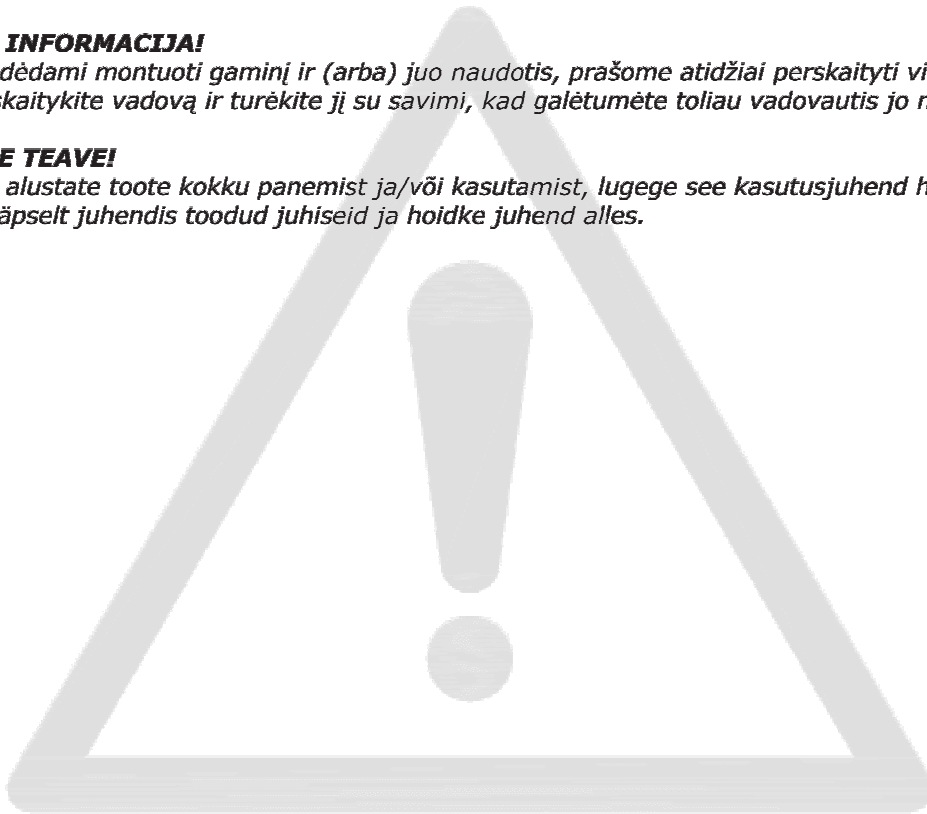 INFORMACIJA!
dėdami montuoti gaminį ir (arba) juo naudotis, prašome atidžiai perskaityti vi
skaitykite vadovą ir turėkite jį su savimi, kad galėtumėte toliau vadovautis jo n
E TEAVE!
alustate toote kokku panemist ja/või kasutamist, lugege see kasutusjuhend h
äpselt juhendis toodud juhiseid ja hoidke juhend alles.